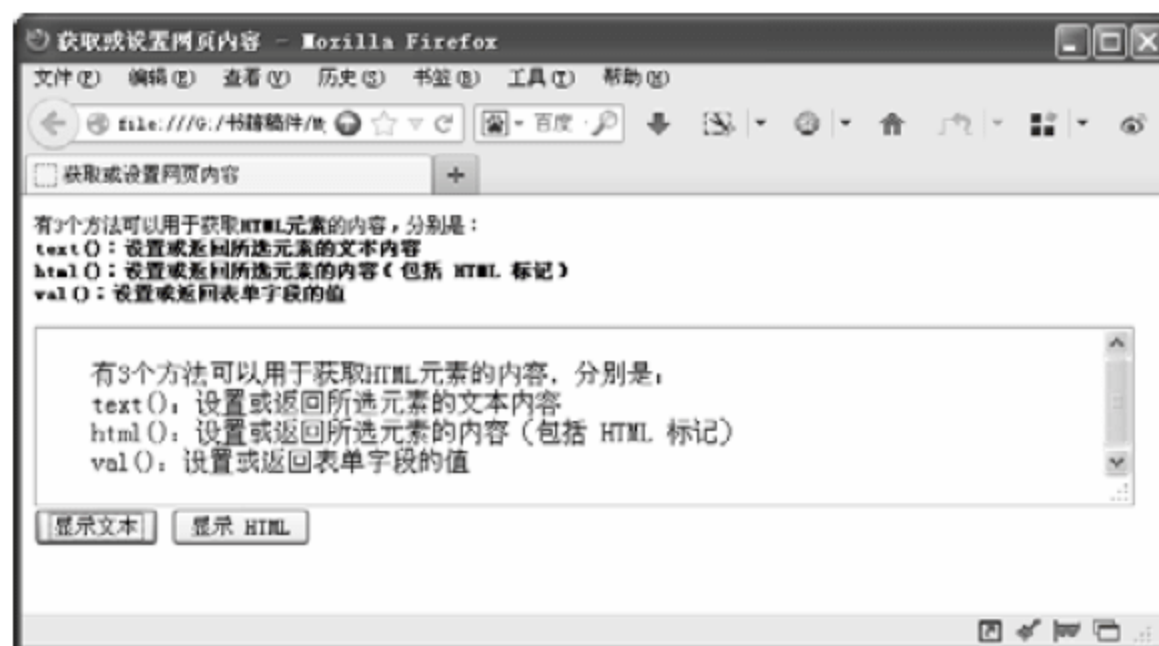 获取或设置网页内容 - Mozilla Firefox
文件(F) 编辑(E) 查看(V) 历史(S) 书签(B) 工具(T) 帮助(H)
file:///G:/书籍稿件/ 百度
获取或设置网页内容
有3个方法可以用于获取HTML元素的内容,分别是:
text():设置或返回所选元素的文本内容
html():设置或返回所选元素的内容(包括 HTML 标记)
val():设置或返回表单字段的值
有3个方法可以用于获取HTML元素的内容,分别是:
text():设置或返回所选元素的文本内容
html():设置或返回所选元素的内容(包括 HTML 标记)
val():设置或返回表单字段的值
显示文本 显示 HTML